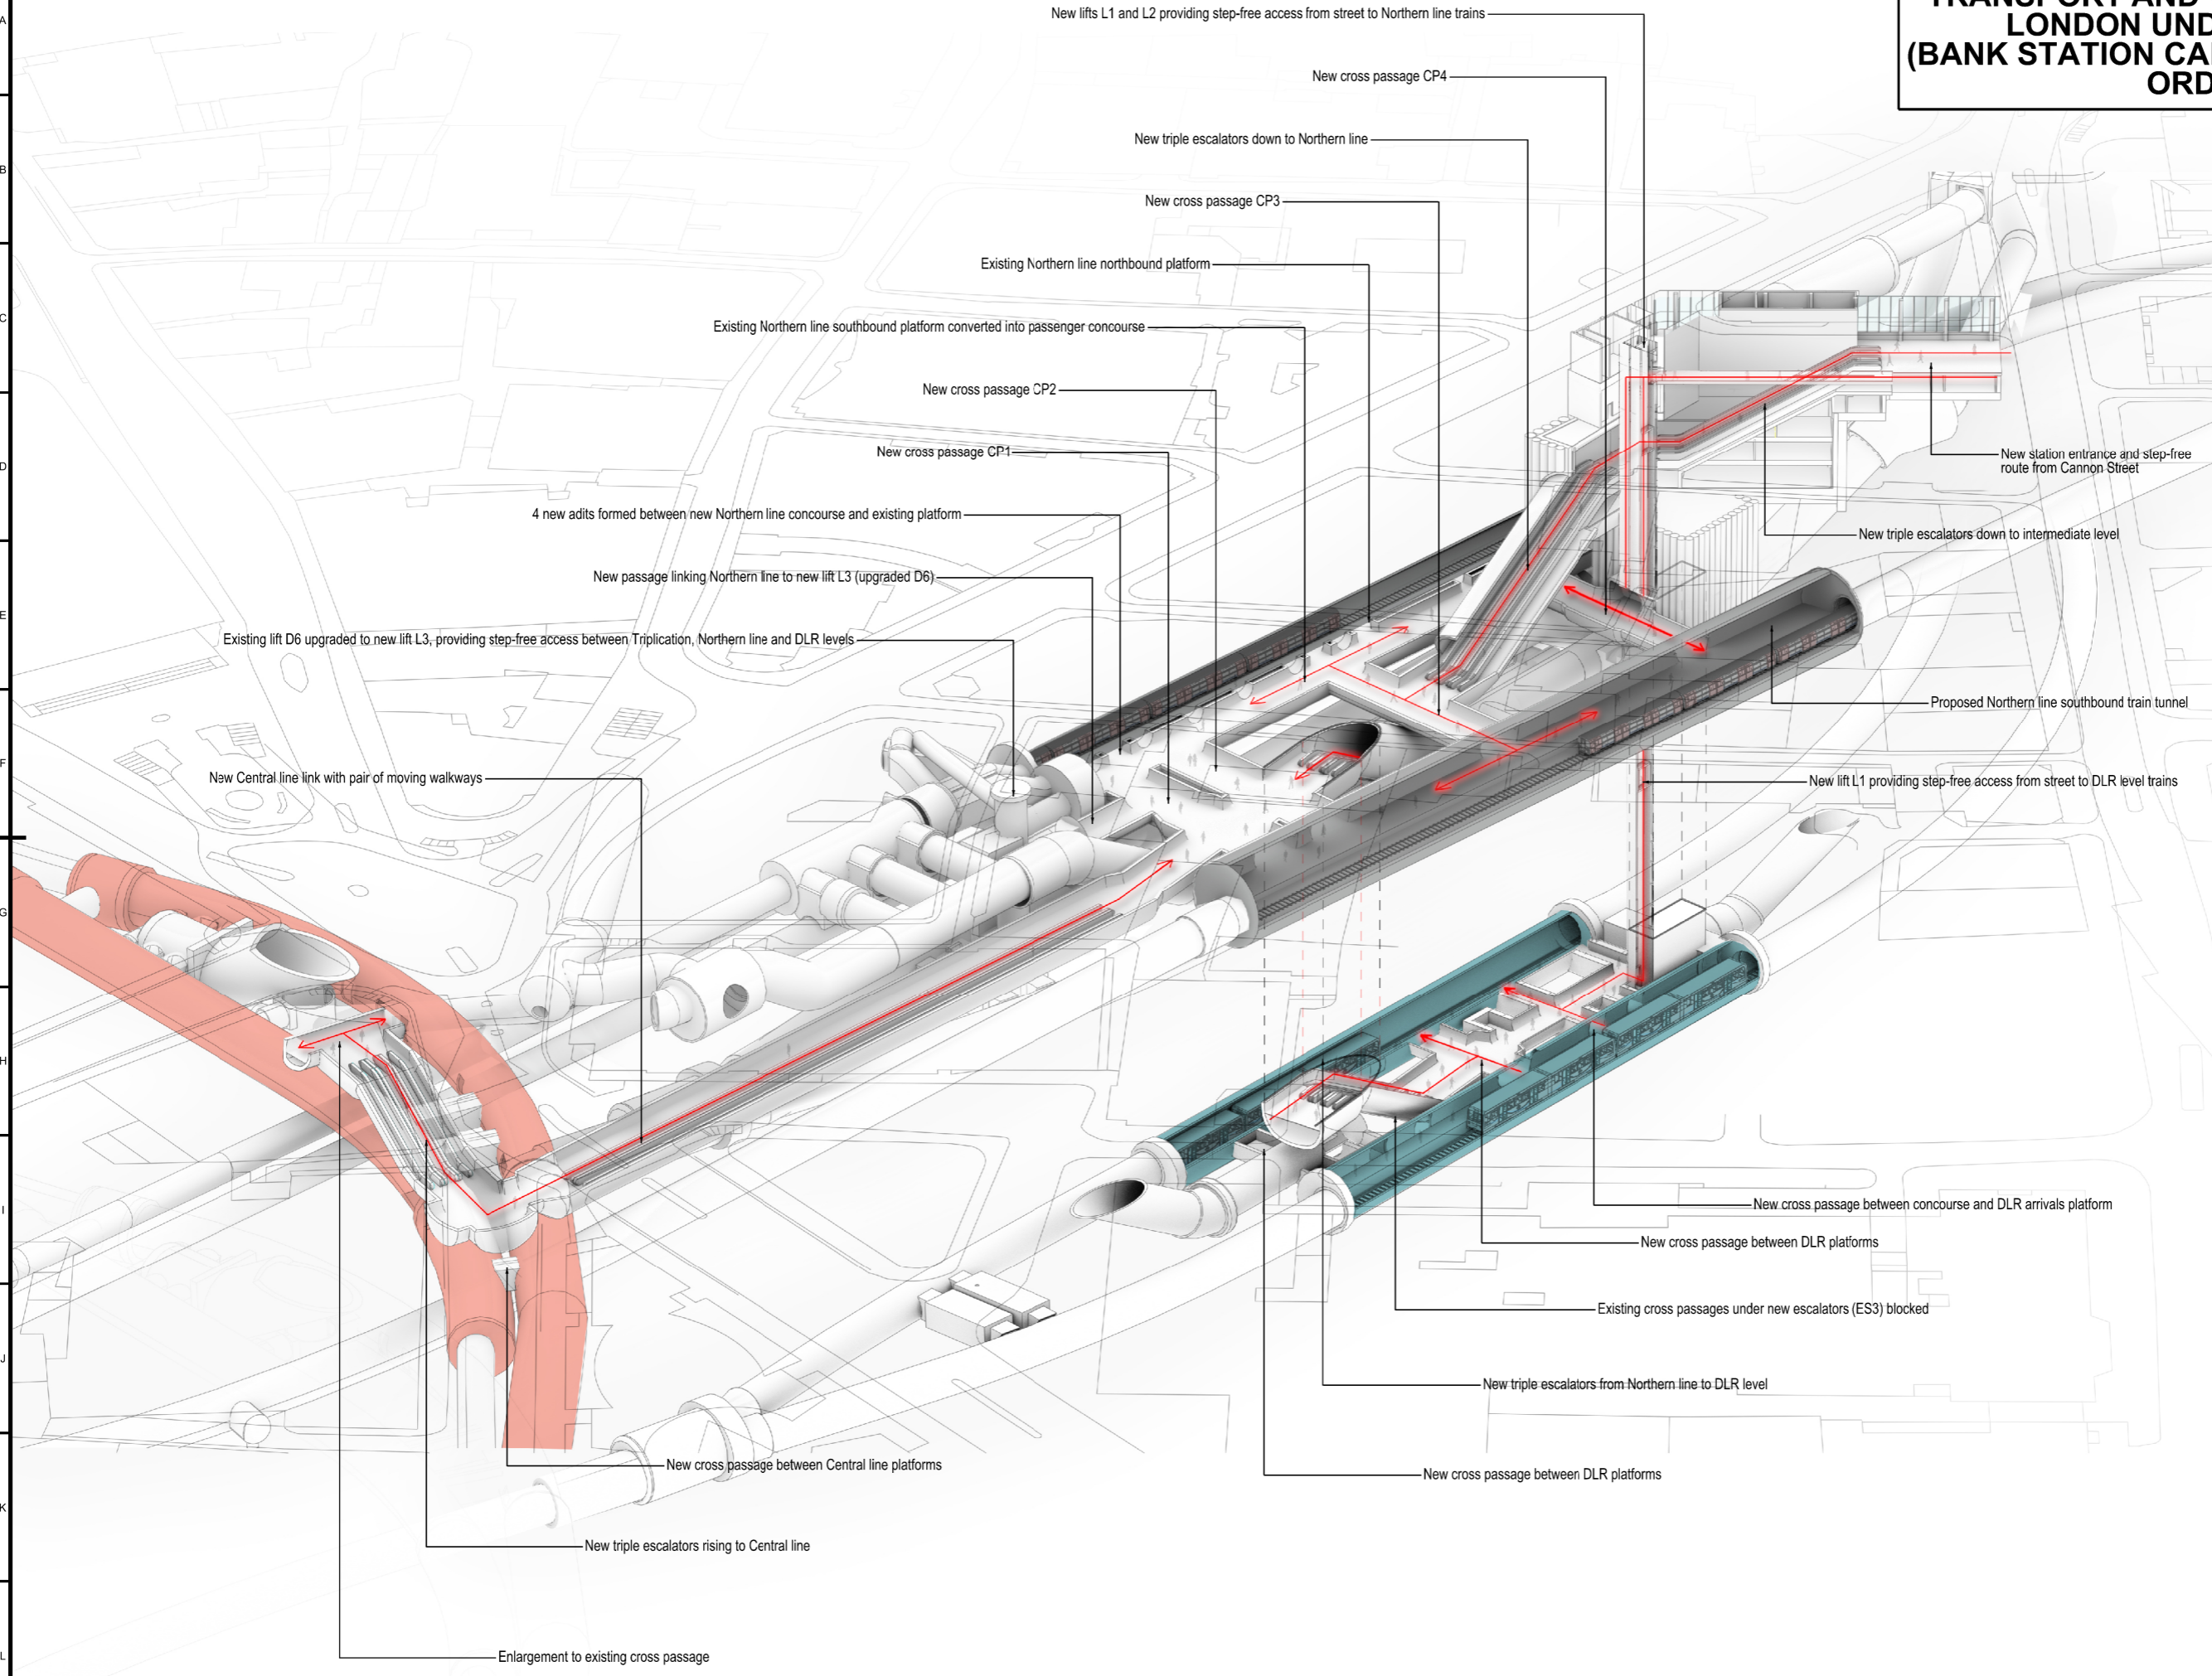 A
B
C
D
E
F
G
H
I
J
K
L
LONDON UND
(BANK STATION CA
ORD
New lifts L1 and L2 providing step-free access from street to Northern line trains
New cross passage CP4
New triple escalators down to Northern line
New cross passage CP3
Existing Northern line northbound platform
Existing Northern line southbound platform converted into passenger concourse
New cross passage CP2
New cross passage CP1
New station entrance and step-free
route from Cannon Street
4 new adits formed between new Northern line concourse and existing platform
New triple escalators down to intermediate level
New passage linking Northern line to new lift L3 (upgraded D6)
Existing lift D6 upgraded to new lift L3, providing step-free access between Triplication, Northern line and DLR levels
Proposed Northern line southbound train tunnel
New Central line link with pair of moving walkways
New lift L1 providing step-free access from street to DLR level trains
New cross passage between concourse and DLR arrivals platform
New cross passage between DLR platforms
Existing cross passages under new escalators (ES3) blocked
New triple escalators from Northern line to DLR level
New cross passage between Central line platforms
New cross passage between DLR platforms
New triple escalators rising to Central line
Enlargement to existing cross passage